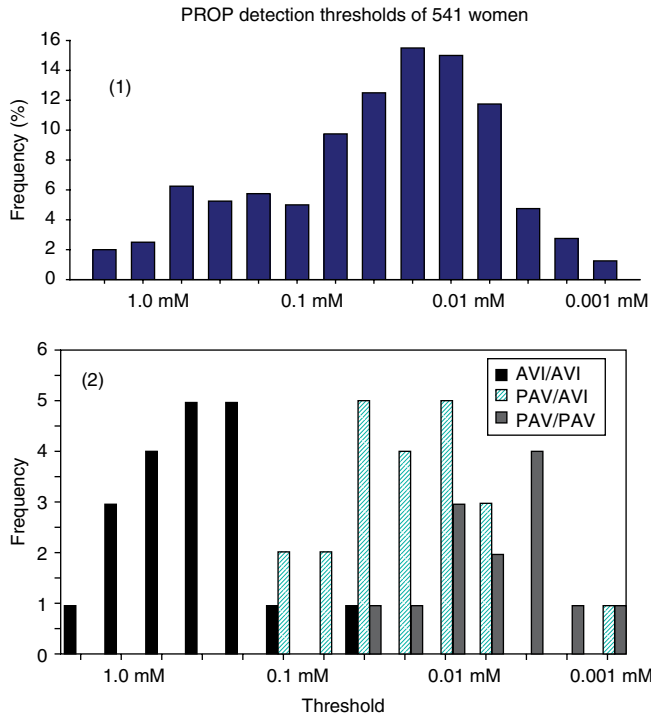 PROP detection thresholds of 541 women
(1)
Frequency (%)
16
14
12
10
8
6
4
2
0
1.0 mM 0.1 mM 0.01 mM 0.001 mM
(2)
AVI/AVI
PAV/AVI
PAV/PAV
Frequency
6
5
4
3
2
1
0
1.0 mM 0.1 mM 0.01 mM 0.001 mM
Threshold